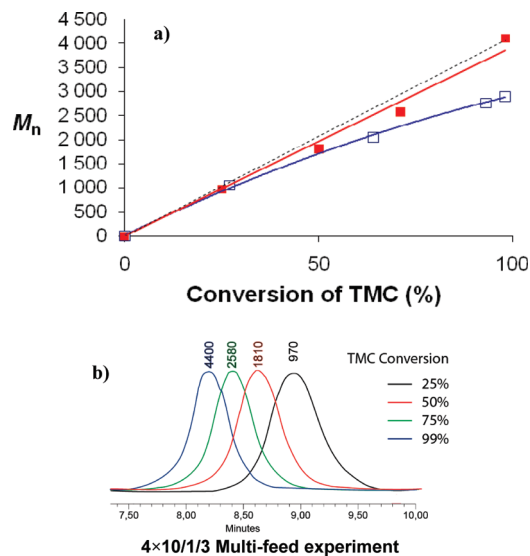 a)
4 500
4 000
3 500
3 000
2 500
2 000
1 500
1 000
500
0
Mn
0 50 100
Conversion of TMC (%)
b)
4400 2580 1810 970
TMC Conversion
25%
50%
75%
99%
7,50 8,00 8,50 9,00 9,50 10,00
Minutes
4×10/1/3 Multi-feed experiment